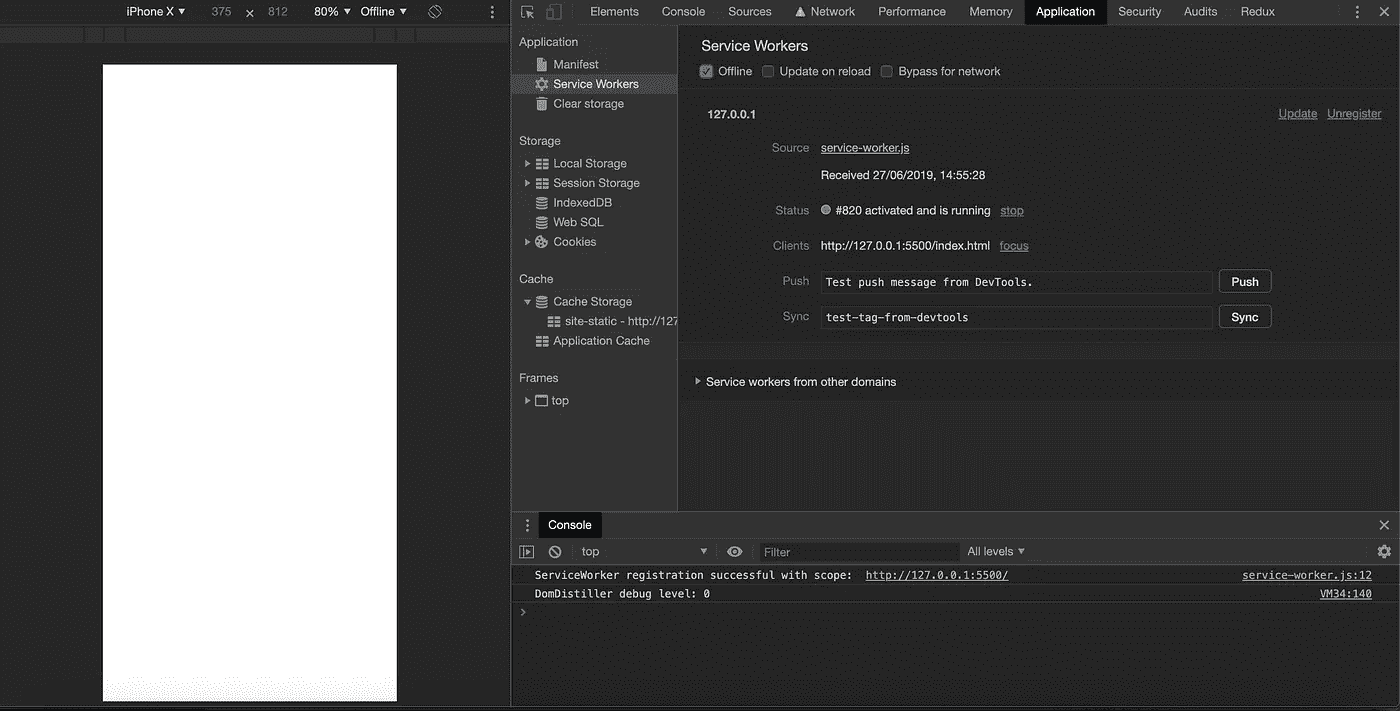 iPhone X 375 812 80% Offline
Elements Console Sources Network Performance Memory Application Security Audits Redux
Application
Manifest
Service Workers
Clear storage
Storage
Local Storage
Session Storage
IndexedDB
Web SQL
Cookies
Cache
Cache Storage
site-static - http://127
Application Cache
Frames
top
Service Workers
Offline Update on reload Bypass for network
127.0.0.1 Update Unregister
Source service-worker.js
Received 27/06/2019, 14:55:28
Status #820 activated and is running stop
Clients http://127.0.0.1:5500/index.html focus
Push Test push message from DevTools. Push
Sync test-tag-from-devtools Sync
Service workers from other domains
Console
top Filter All levels
ServiceWorker registration successful with scope: http://127.0.0.1:5500/ service-worker.js:12
DomDistiller debug level: 0 VM34:140